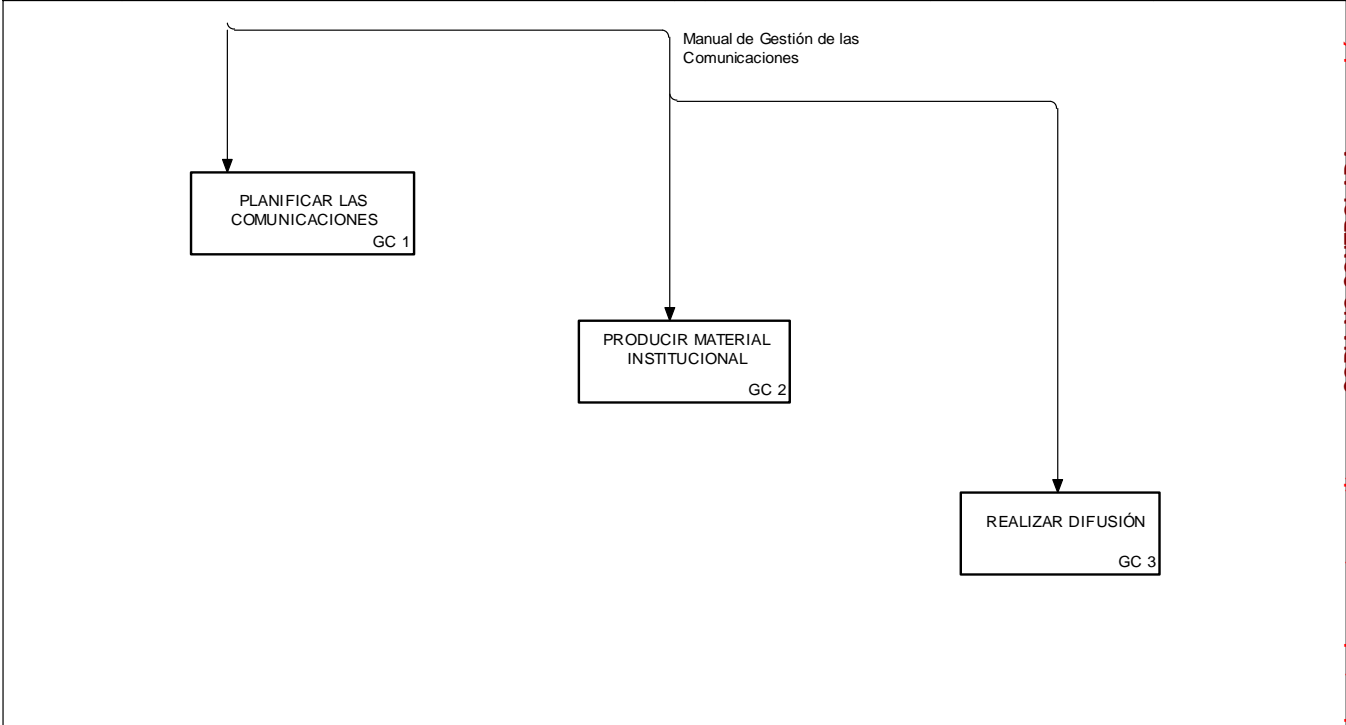 Manual de Gestión de las
Comunicaciones
PLANIFICAR LAS
COMUNICACIONES
GC 1
PRODUCIR MATERIAL
INSTITUCIONAL
GC 2
REALIZAR DIFUSIÓN
GC 3